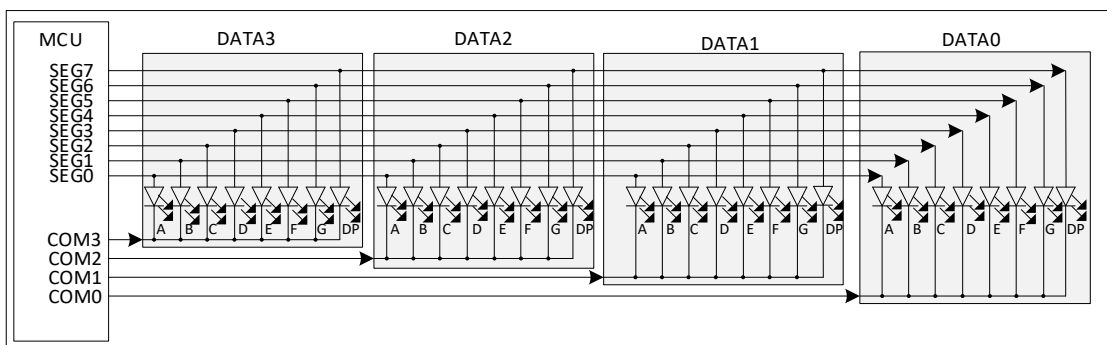 MCU
DATA3
DATA2
DATA1
DATA0
SEG7
SEG6
SEG5
SEG4
SEG3
SEG2
SEG1
SEG0
A B C D E F G DP
A B C D E F G DP
A B C D E F G DP
A B C D E F G DP
COM3
COM2
COM1
COM0